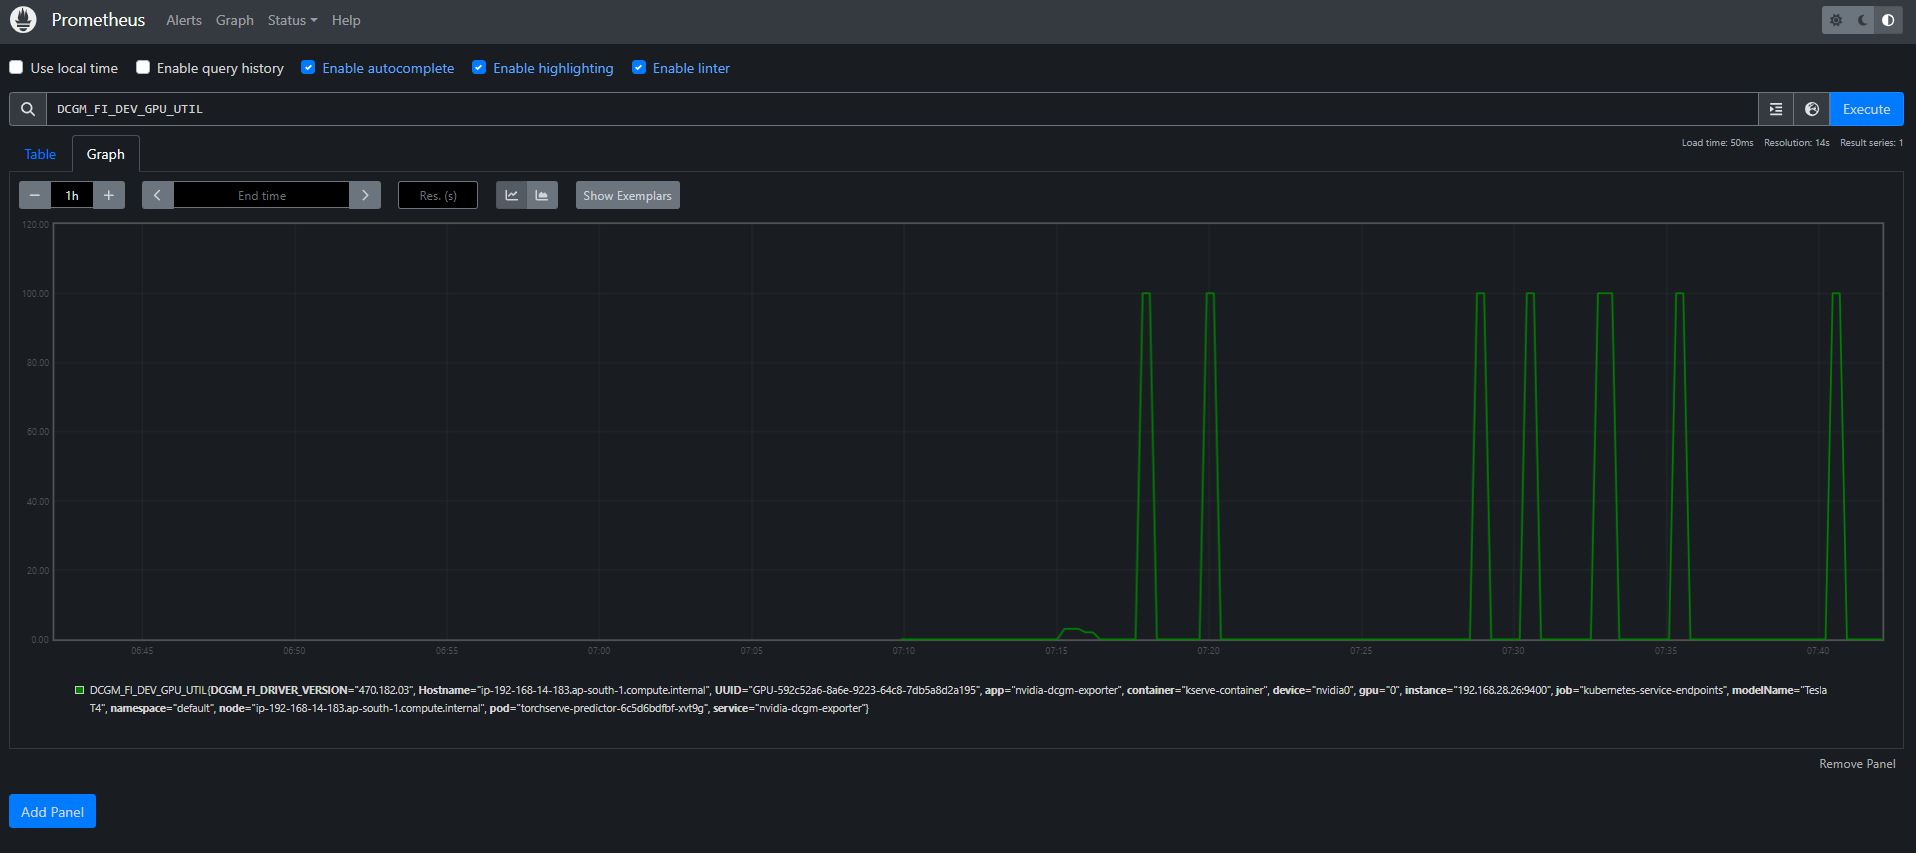 Prometheus Alerts Graph Status Help
Use local time Enable query history Enable autocomplete Enable highlighting Enable linter
DCGM_FI_DEV_GPU_UTIL Execute
Load time: 50ms Resolution: 14s Result series: 1
Table Graph
1h End time Res. (s) Show Exemplars
120.00
100.00
80.00
60.00
40.00
20.00
0.00
06:45 06:50 06:55 07:00 07:05 07:10 07:15 07:20 07:25 07:30 07:35 07:40
DCGM_FI_DEV_GPU_UTIL{DCGM_FI_DRIVER_VERSION="470.182.03", Hostname="ip-192-168-14-183.ap-south-1.compute.internal", UUID="GPU-592c52a6-8a6e-9223-64c8-7db5a8d2a195", app="nvidia-dcgm-exporter", container="kserve-container", device="nvidia0", gpu="0", instance="192.168.28.26:9400", job="kubernetes-service-endpoints", modelName="Tesla
T4", namespace="default", node="ip-192-168-14-183.ap-south-1.compute.internal", pod="torchserve-predictor-6c5d6bdfbf-xvt9g", service="nvidia-dcgm-exporter"}
Remove Panel
Add Panel